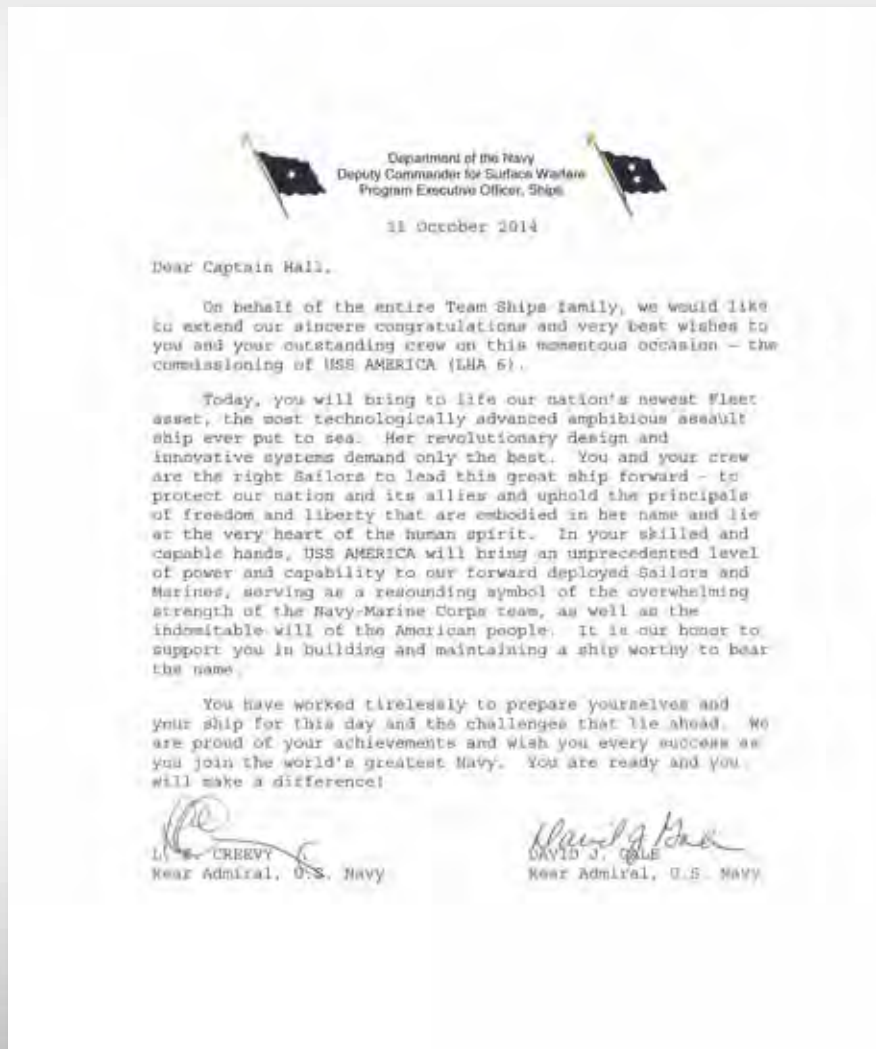 Department of the Navy
Deputy Commander for Surface Warfare
Program Executive Officer, Ships
11 October 2014
Dear Captain Hall,
On behalf of the entire Team Ships family, we would like
to extend our sincere congratulations and very best wishes to
you and your outstanding crew on this momentous occasion – the
commissioning of USS AMERICA (LHA 6).
Today, you will bring to life our nation's newest Fleet
asset, the most technologically advanced amphibious assault
ship ever put to sea. Her revolutionary design and
innovative systems demand only the best. You and your crew
are the right Sailors to lead this great ship forward – to
protect our nation and its allies and uphold the principals
of freedom and liberty that are embodied in her name and lie
at the very heart of the human spirit. In your skilled and
capable hands, USS AMERICA will bring an unprecedented level
of power and capability to our forward deployed Sailors and
Marines, serving as a resounding symbol of the overwhelming
strength of the Navy-Marine Corps team, as well as the
indomitable will of the American people. It is our honor to
support you in building and maintaining a ship worthy to bear
the name.
You have worked tirelessly to prepare yourselves and
your ship for this day and the challenges that lie ahead. We
are proud of your achievements and wish you every success as
you join the world's greatest Navy. You are ready and you
will make a difference!
David J. Gale
L. CREEVY DAVID J. GALE
Rear Admiral, U.S. Navy Rear Admiral, U.S. Navy